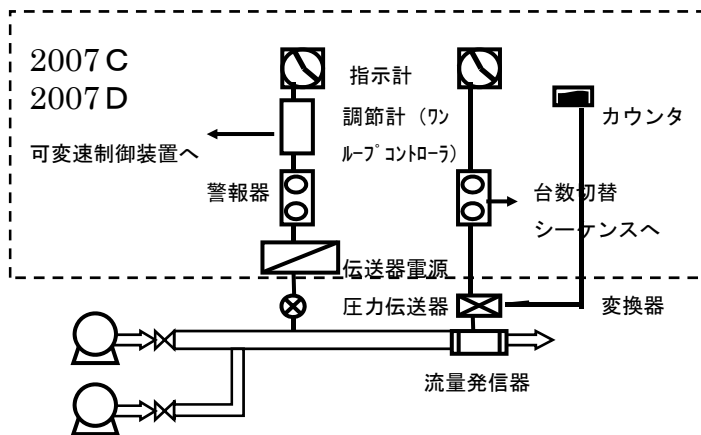 2007C
2007D
指示計
調節計（ワン
ﾙｰﾌﾟｺﾝﾄﾛｰﾗ）
カウンタ
可変速制御装置へ
警報器
台数切替
シーケンスへ
伝送器電源
圧力伝送器
変換器
流量発信器